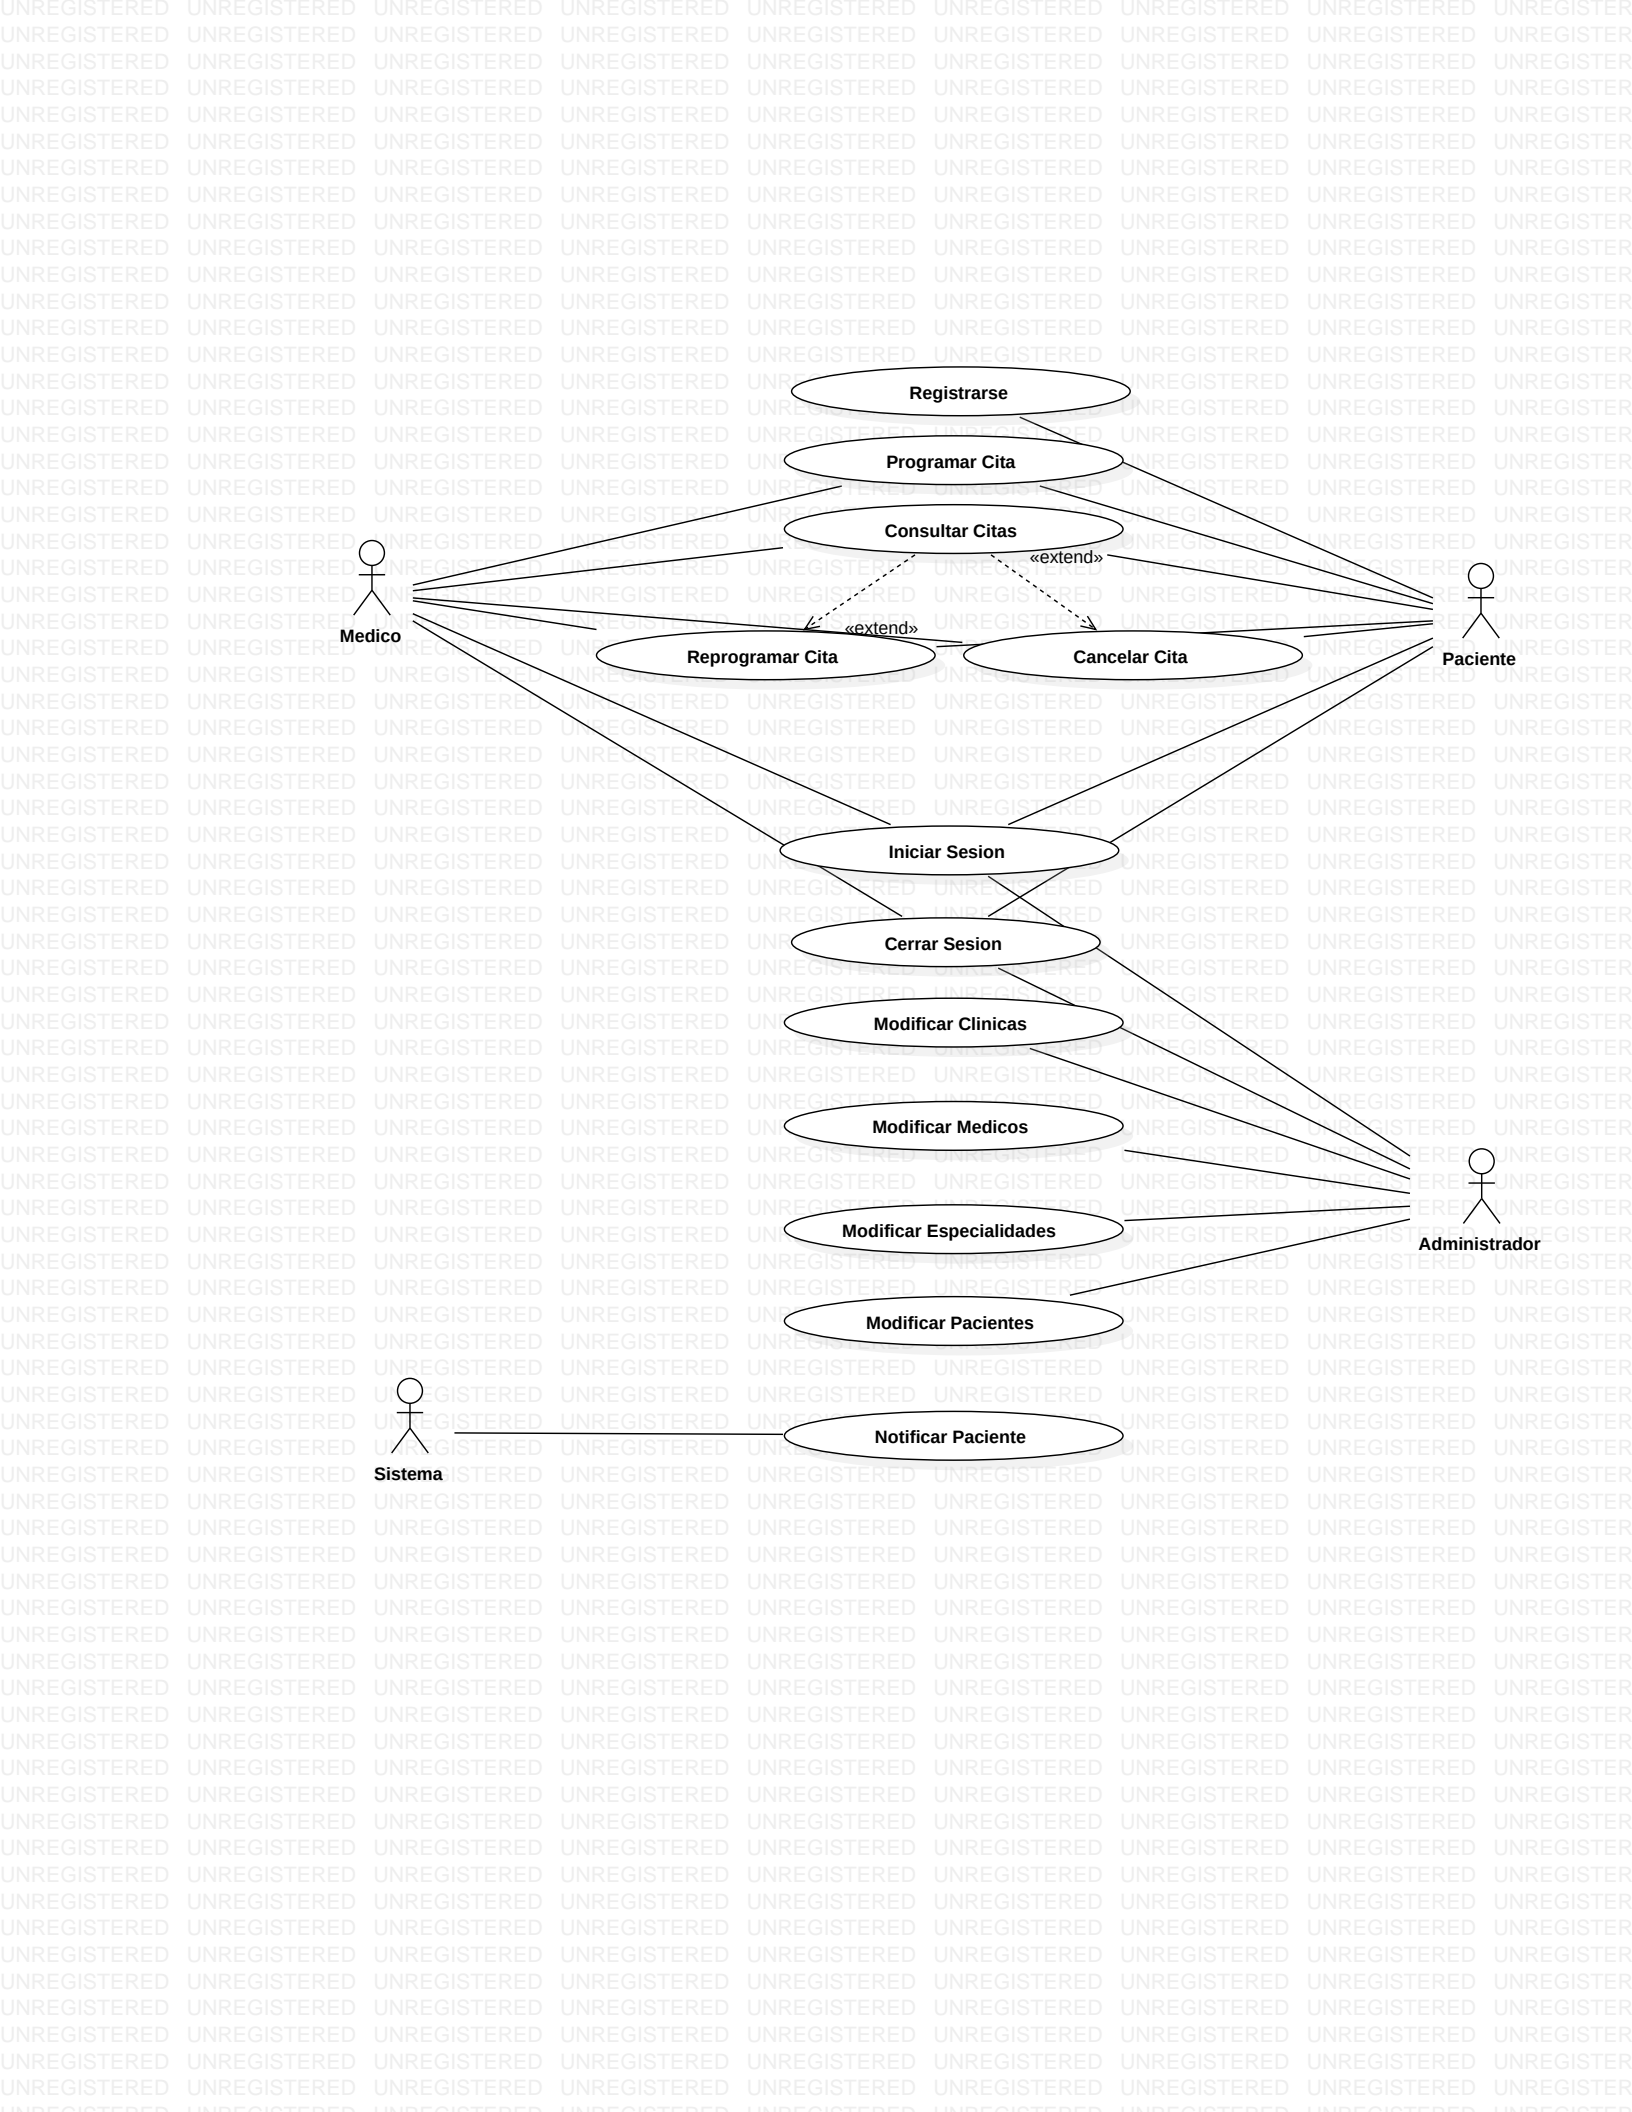 Registrarse
Programar Cita
Consultar Citas
«extend»
Medico
«extend»
Reprogramar Cita
Cancelar Cita
Paciente
Iniciar Sesion
Cerrar Sesion
Modificar Clinicas
Modificar Medicos
Modificar Especialidades
Administrador
Modificar Pacientes
Notificar Paciente
Sistema
UNREGISTERED